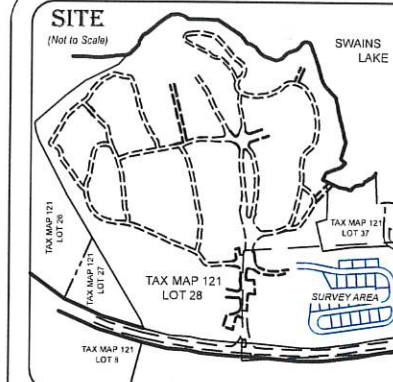 SITE
(Not to Scale)
SWAINS
LAKE
TAX MAP 121
LOT 26
TAX MAP 121
LOT 27
TAX MAP 121
LOT 37
TAX MAP 121
LOT 28
SURVEY AREA
TAX MAP 121
LOT 8